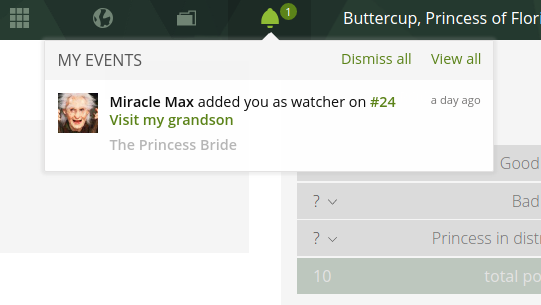 1
Buttercup, Princess of Flori
MY EVENTS
Dismiss all
View all
Miracle Max added you as watcher on #24
Visit my grandson
a day ago
The Princess Bride
Good
?
Bad
?
Princess in distr
10
total po